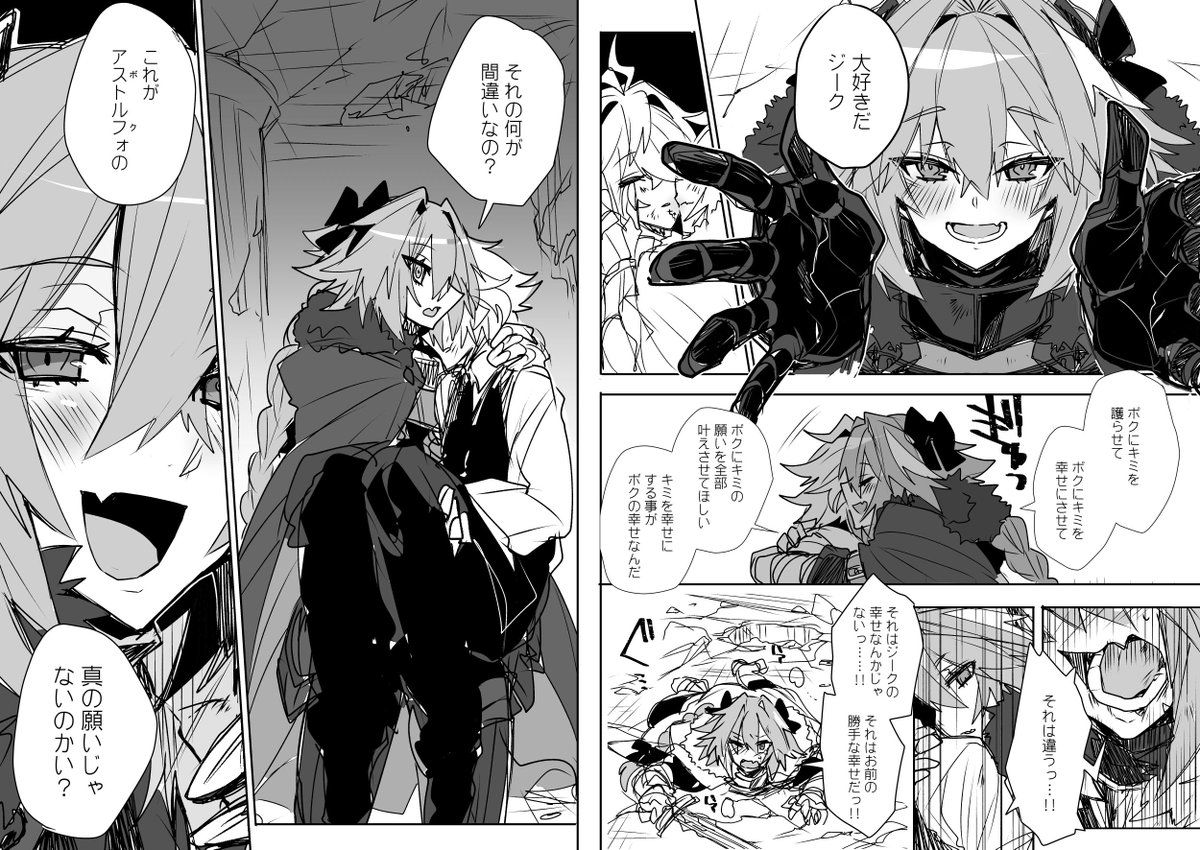 大好きだ
ジーク
ボクにキミを
護らせて
ボクにキミを
幸せにさせて
ボクにキミの
願いを全部
叶えさせてほしい
キミを幸せに
する事が
ボクの幸せなんだ
それは違うっ…!!
それはジークの
幸せなんかじゃ
ないっ……!!
それはお前の
勝手な幸せだっ!!
それの何が
間違いなの？
これが
アストルフォの
ボク
真の願いじゃ
ないのかい？